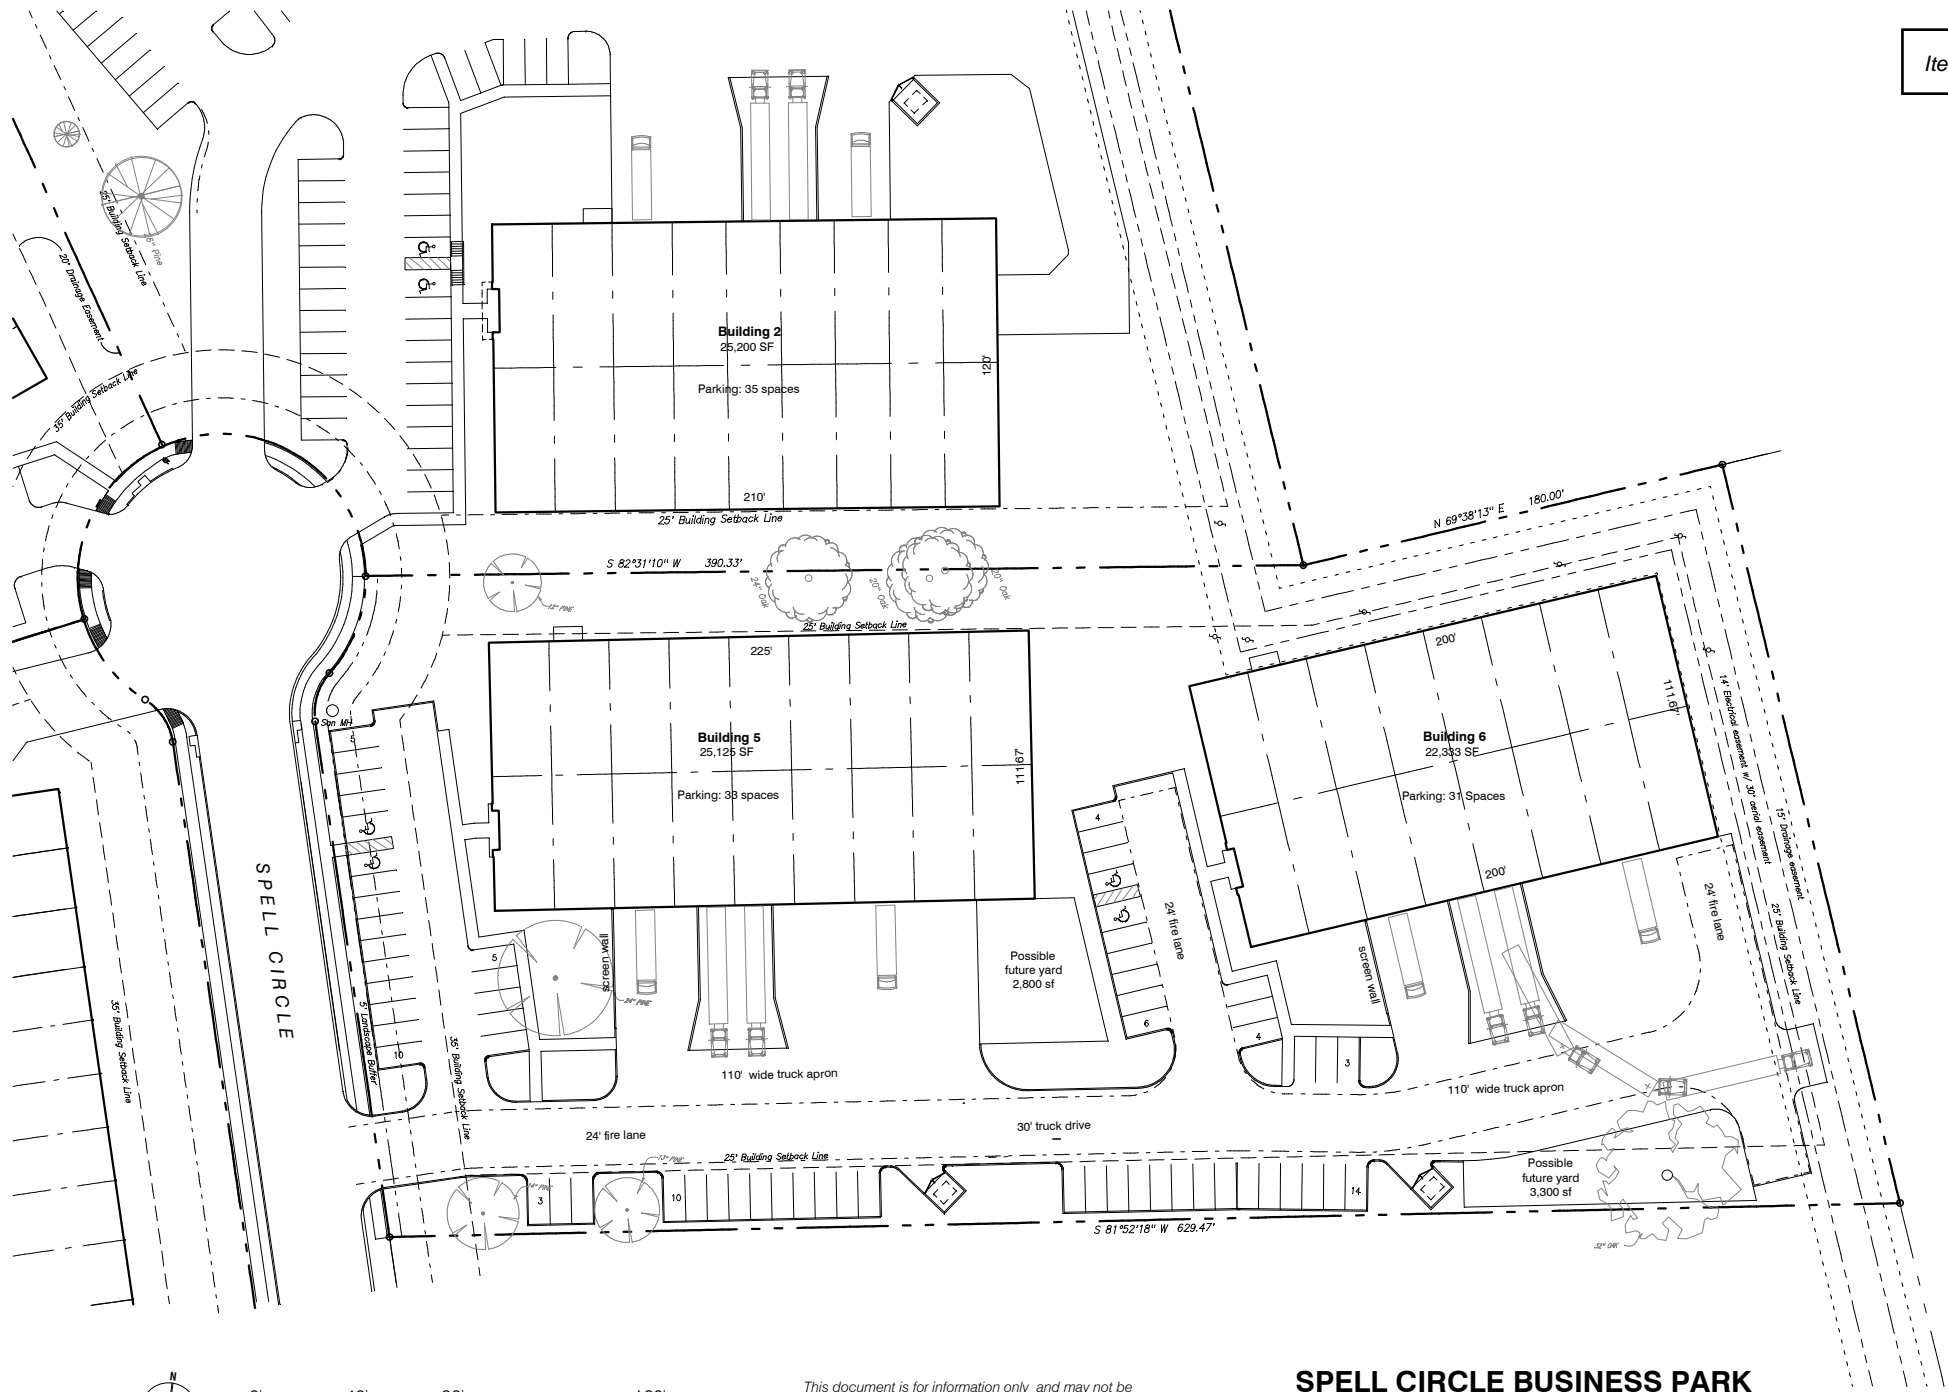 Ite
25' Building Setback Line
6" Pine
20' Drainage Easement
35' Building Setback Line
Building 2
25,200 SF
Parking: 35 spaces
120'
210'
25' Building Setback Line
N 69°38'13" E 180.00'
S 82°31'10" W 390.33'
12" PINE
24" Oak
20" Oak
20" Oak
25' Building Setback Line
225'
200'
111.67'
San MH
5
Building 5
25,125 SF
Parking: 33 spaces
111.67'
Building 6
22,333 SF
Parking: 31 Spaces
200'
14' Electrical easement w/ 30' aerial easement
15' Drainage easement
25' Building Setback Line
24' fire lane
4
24' fire lane
SPELL CIRCLE
5
screen wall
24" PINE
Possible
future yard
2,800 sf
screen wall
6
4
3
35' Building Setback Line
5' Landscape Buffer
10
35' Building Setback Line
110' wide truck apron
110' wide truck apron
24' fire lane
30' truck drive
25' Building Setback Line
13" PINE
14" PINE
3
10
14
Possible
future yard
3,300 sf
S 81°52'18" W 629.47'
32" OAK
N
This document is for information only and may not be
SPELL CIRCLE BUSINESS PARK